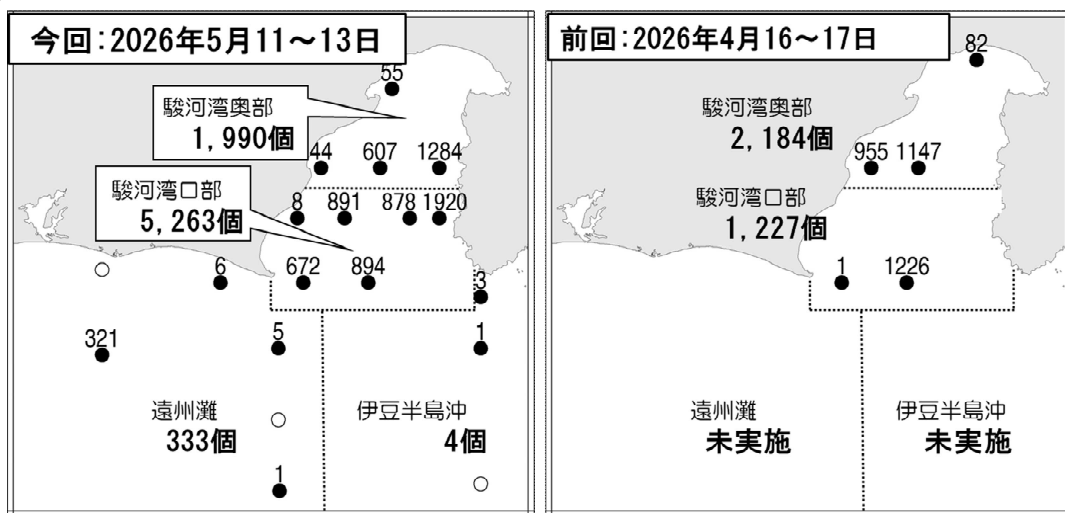 今回：2026年5月11～13日
55
駿河湾奥部
1,990個
44 607 1284
駿河湾口部
5,263個
8 891 878 1920
6 672 894 3
321 5 1
遠州灘
333個
伊豆半島沖
4個
1
前回：2026年4月16～17日
82
駿河湾奥部
2,184個
955 1147
駿河湾口部
1,227個
1 1226
遠州灘
未実施
伊豆半島沖
未実施